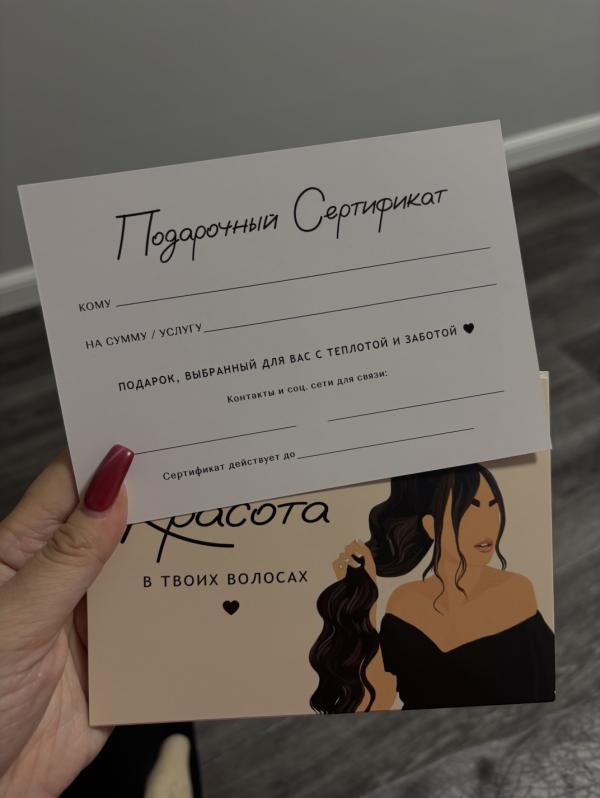 Подарочный Сертификат
КОМУ
НА СУММУ / УСЛУГУ
ПОДАРОК, ВЫБРАННЫЙ ДЛЯ ВАС С ТЕПЛОТОЙ И ЗАБОТОЙ 🖤
Контакты и соц. сети для связи:
Сертификат действует до
Красота
В ТВОИХ ВОЛОСАХ
🖤